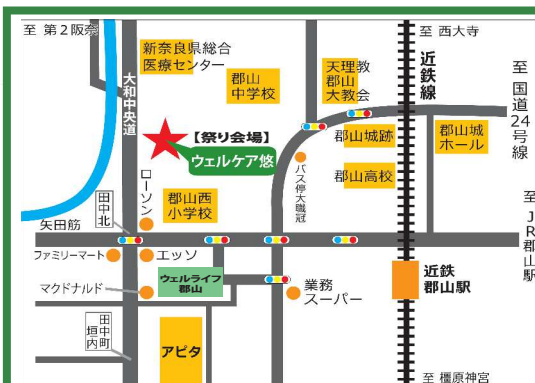 至 第2阪奈
至 西大寺
新奈良県総合
医療センター
天理教
郡山
大教会
近鉄線
至 国道24号線
大和中央道
郡山
中学校
【祭り会場】
ウェルケア悠
郡山城跡
郡山城
ホール
バス停大職冠
郡山高校
ローソン
郡山西
小学校
田中北
矢田筋
至 JR郡山駅
ファミリーマート
エッソ
ウェルライフ
郡山
近鉄
郡山駅
マクドナルド
業務
スーパー
田中町
垣内
アピタ
至 橿原神宮